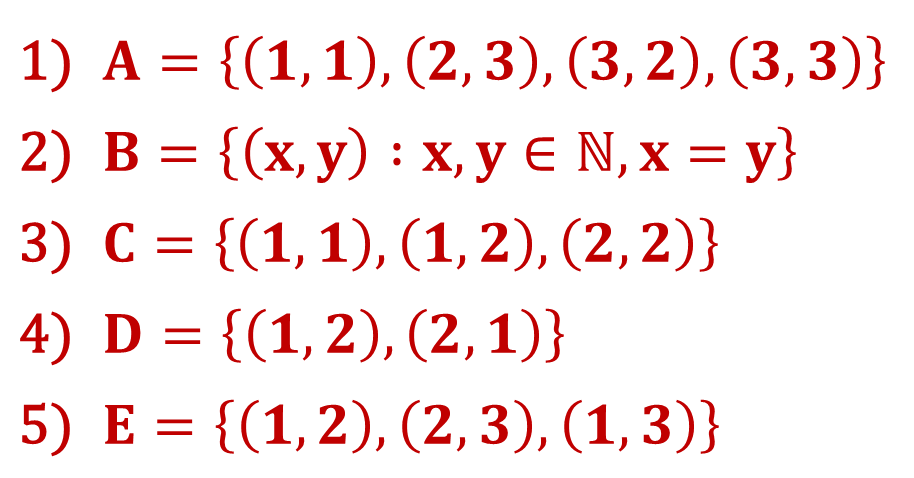 1) A = {(1, 1), (2, 3), (3, 2), (3, 3)}
2) B = {(x, y) : x, y ∈ ℕ, x = y}
3) C = {(1, 1), (1, 2), (2, 2)}
4) D = {(1, 2), (2, 1)}
5) E = {(1, 2), (2, 3), (1, 3)}